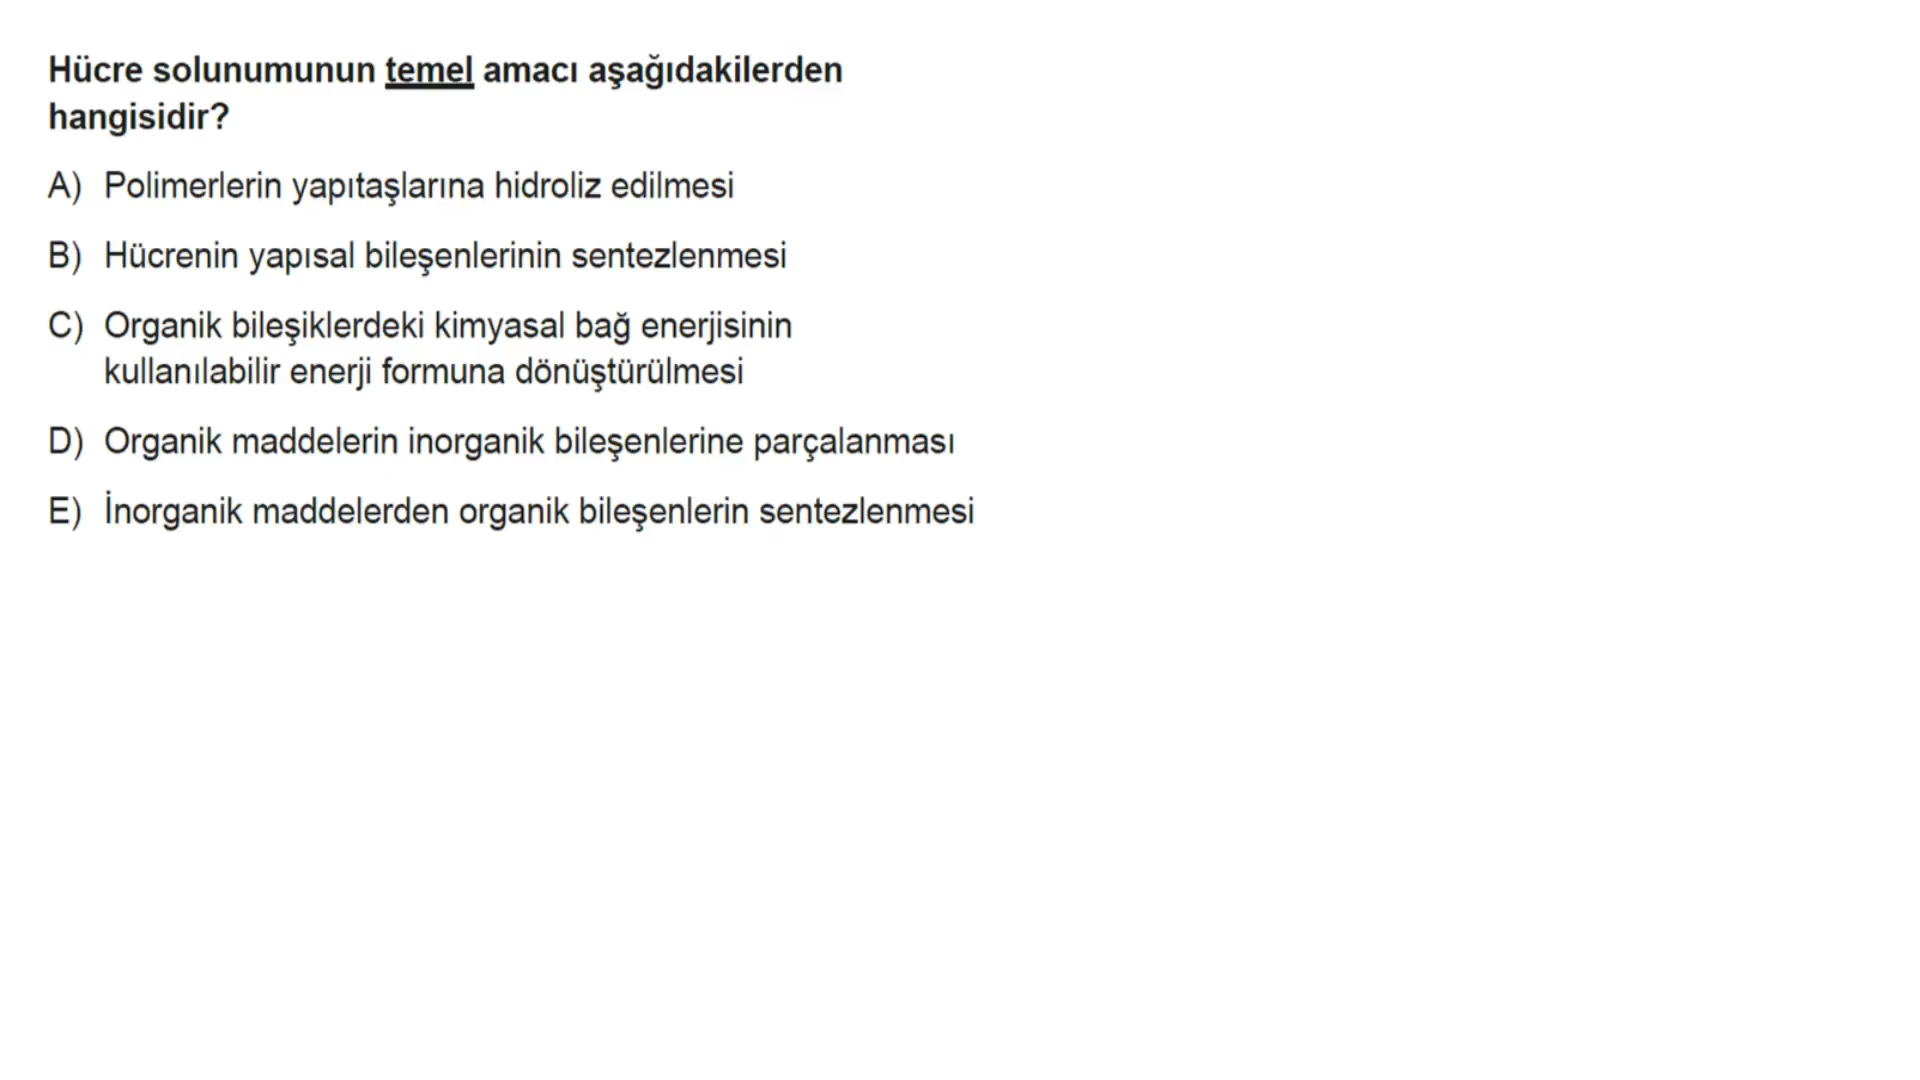 Hücre solunumunun temel amacı aşağıdakilerden
hangisidir?
A) Polimerlerin yapıtaşlarına hidroliz edilmesi
B) Hücrenin yapısal bileşenlerinin sentezlenmesi
C) Organik bileşiklerdeki kimyasal bağ enerjisinin
kullanılabilir enerji formuna dönüştürülmesi
D) Organik maddelerin inorganik bileşenlerine parçalanması
E) İnorganik maddelerden organik bileşenlerin sentezlenmesi